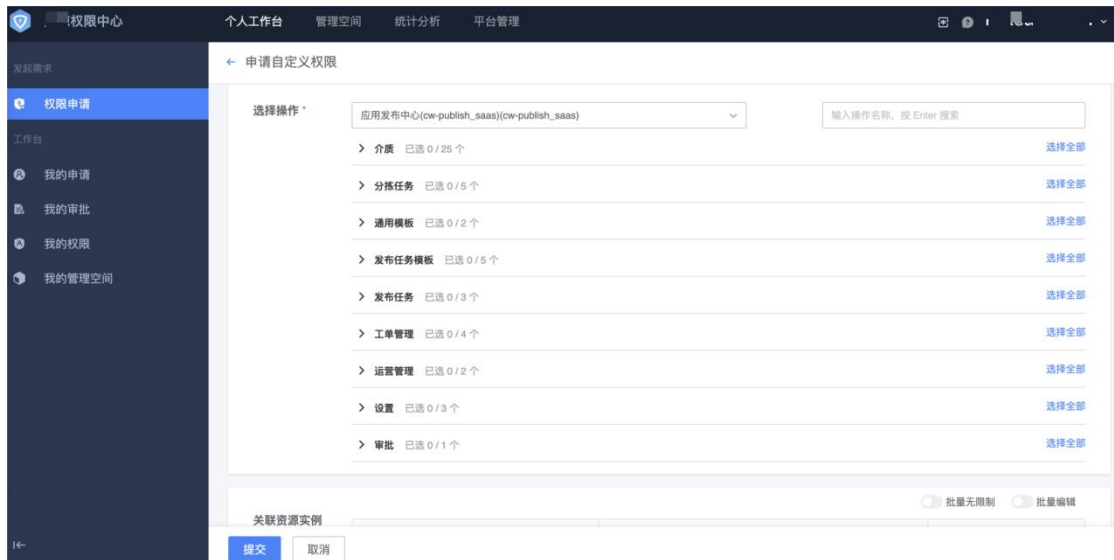 权限中心
个人工作台 管理空间 统计分析 平台管理
发起需求
权限申请
工作台
我的申请
我的审批
我的权限
我的管理空间
← 申请自定义权限
选择操作 *
应用发布中心(cw-publish_saas)(cw-publish_saas)
输入操作名称，按 Enter 搜索
介质 已选 0 / 25 个 选择全部
分拣任务 已选 0 / 5 个 选择全部
通用模板 已选 0 / 2 个 选择全部
发布任务模板 已选 0 / 5 个 选择全部
发布任务 已选 0 / 3 个 选择全部
工单管理 已选 0 / 4 个 选择全部
运营管理 已选 0 / 2 个 选择全部
设置 已选 0 / 3 个 选择全部
审批 已选 0 / 1 个 选择全部
批量无限制 批量编辑
关联资源实例
提交 取消